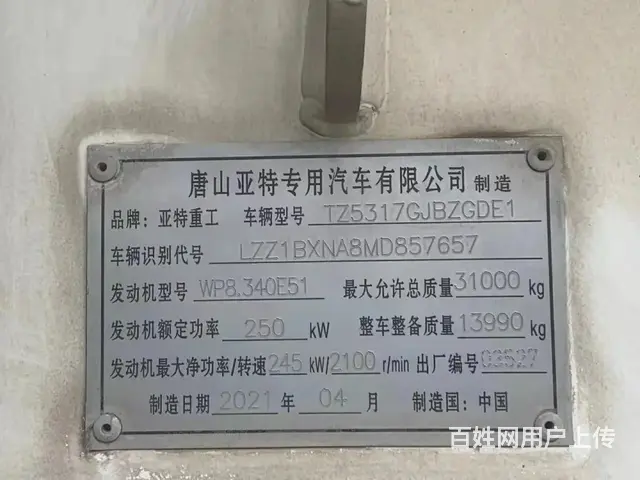 唐山亚特专用汽车有限公司 制造
品牌: 亚特重工 车辆型号 TZ5317GJBZGDE1
车辆识别代号 LZZ1BXNA8MD857657
发动机型号 WP8.340E51 最大允许总质量 31000 kg
发动机额定功率 250 kW 整车整备质量 13990 kg
发动机最大净功率/转速 245 kW/2100 r/min 出厂编号 03527
制造日期 2021 年 04 月 制造国: 中国
百姓网用户上传